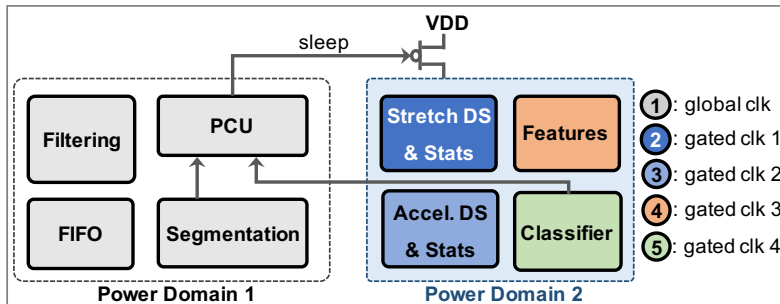 VDD
sleep
Filtering
PCU
FIFO
Segmentation
Power Domain 1
Stretch DS
& Stats
Features
Accel. DS
& Stats
Classifier
Power Domain 2
1 : global clk
2 : gated clk 1
3 : gated clk 2
4 : gated clk 3
5 : gated clk 4